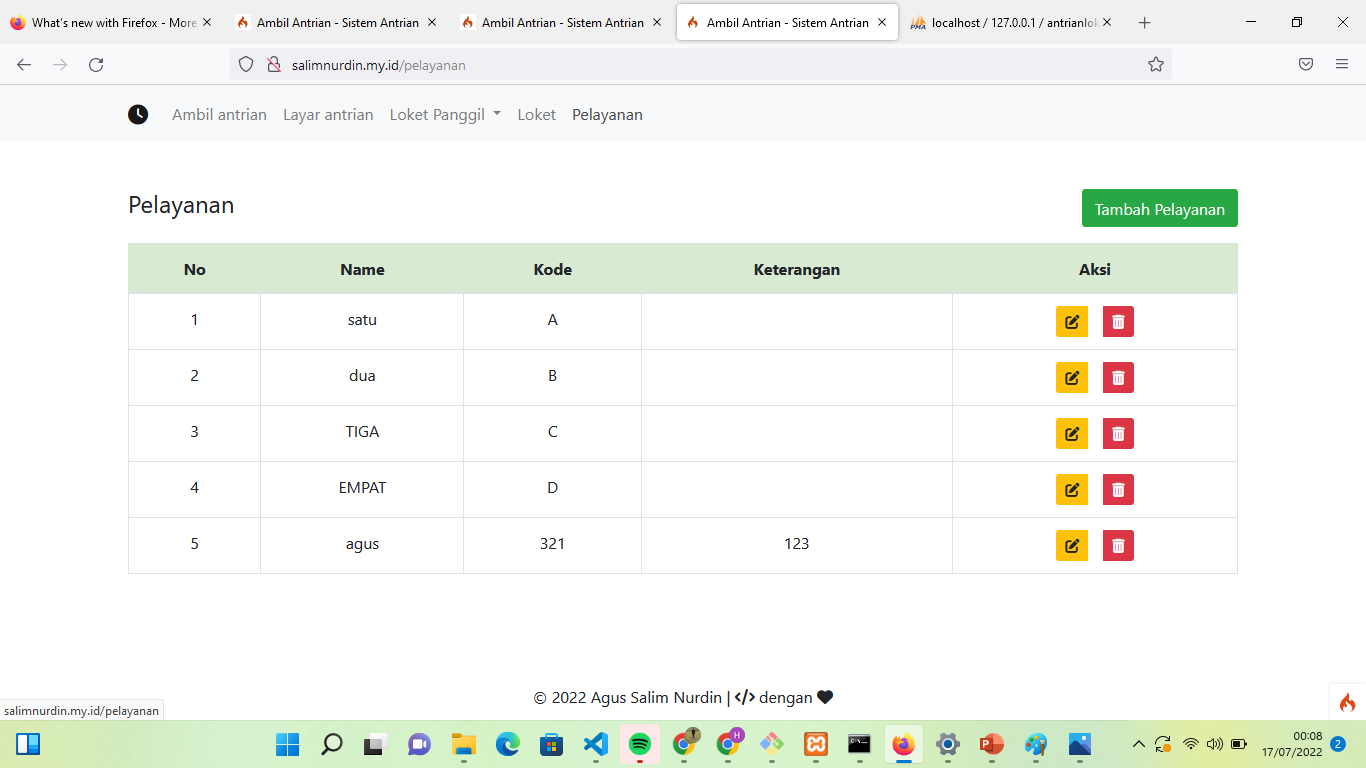 What's new with Firefox - More
Ambil Antrian - Sistem Antrian
Ambil Antrian - Sistem Antrian
Ambil Antrian - Sistem Antrian
localhost / 127.0.0.1 / antrianlok
salimnurdin.my.id/pelayanan
Ambil antrian Layar antrian Loket Panggil Loket Pelayanan
Pelayanan
Tambah Pelayanan
No Name Kode Keterangan Aksi
1 satu A
2 dua B
3 TIGA C
4 EMPAT D
5 agus 321 123
© 2022 Agus Salim Nurdin | </> dengan
salimnurdin.my.id/pelayanan
H
00:08
17/07/2022
2